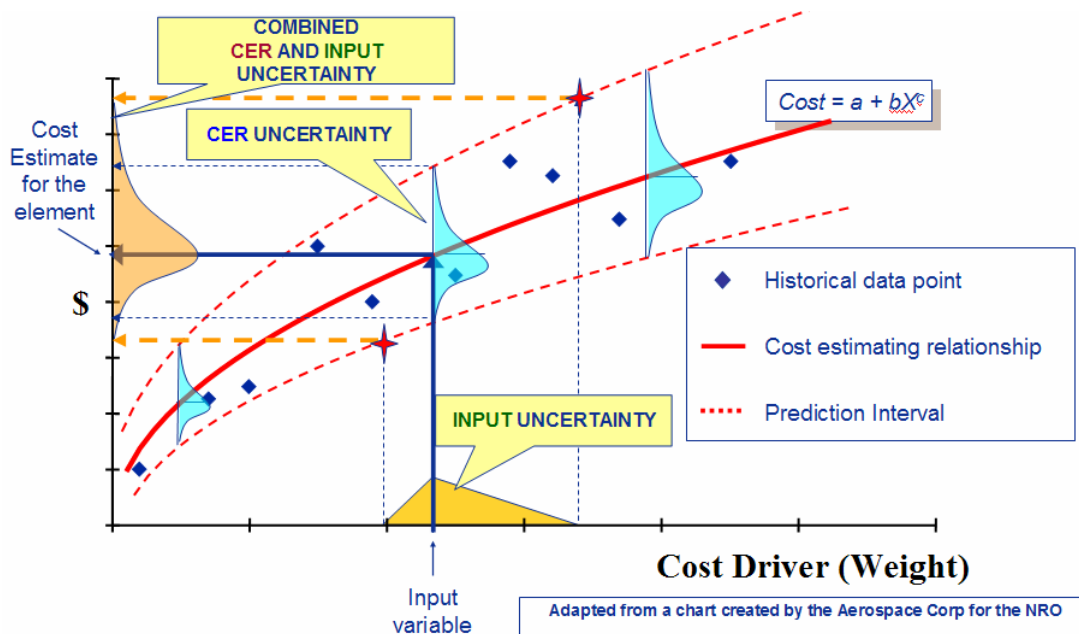 COMBINED
CER AND INPUT
UNCERTAINTY
Cost = a + bXᶜ
Cost
Estimate
for the
element
CER UNCERTAINTY
$
Historical data point
Cost estimating relationship
Prediction Interval
INPUT UNCERTAINTY
Cost Driver (Weight)
Input
variable
Adapted from a chart created by the Aerospace Corp for the NRO